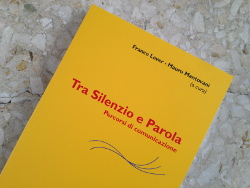 Franco Lever - Mauro Mantovani
(a cura)
Tra Silenzio e Parola
Percorsi di comunicazione